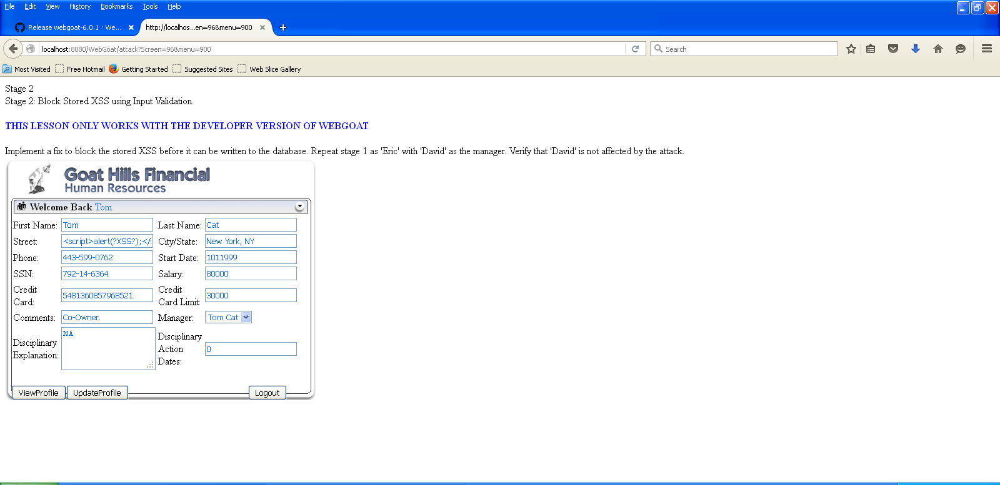 File Edit View History Bookmarks Tools Help
Release webgoat-6.0.1 · We... http://localhos...en=96&menu=900
localhost:8080/WebGoat/attack?Screen=96&menu=900 Search
Most Visited Free Hotmail Getting Started Suggested Sites Web Slice Gallery
Stage 2
Stage 2: Block Stored XSS using Input Validation.
THIS LESSON ONLY WORKS WITH THE DEVELOPER VERSION OF WEBGOAT
Implement a fix to block the stored XSS before it can be written to the database. Repeat stage 1 as 'Eric' with 'David' as the manager. Verify that 'David' is not affected by the attack.
Goat Hills Financial
Human Resources
Welcome Back Tom
First Name: Tom Last Name: Cat
Street: <script>alert(?XSS?);</ City/State: New York, NY
Phone: 443-599-0762 Start Date: 1011999
SSN: 792-14-6364 Salary: 80000
Credit Card: 5481360857968521 Credit Card Limit: 30000
Comments: Co-Owner. Manager: Tom Cat
Disciplinary Explanation: NA Disciplinary Action Dates: 0
ViewProfile UpdateProfile Logout